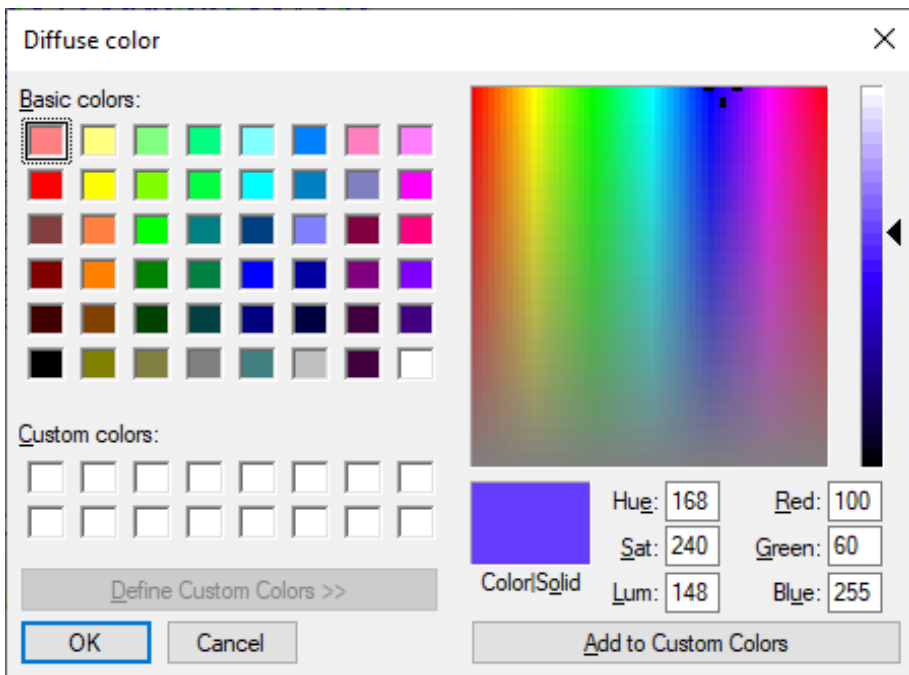 Diffuse color
Basic colors:
Custom colors:
Define Custom Colors >>
OK Cancel
Color|Solid
Hue: 168 Red: 100
Sat: 240 Green: 60
Lum: 148 Blue: 255
Add to Custom Colors